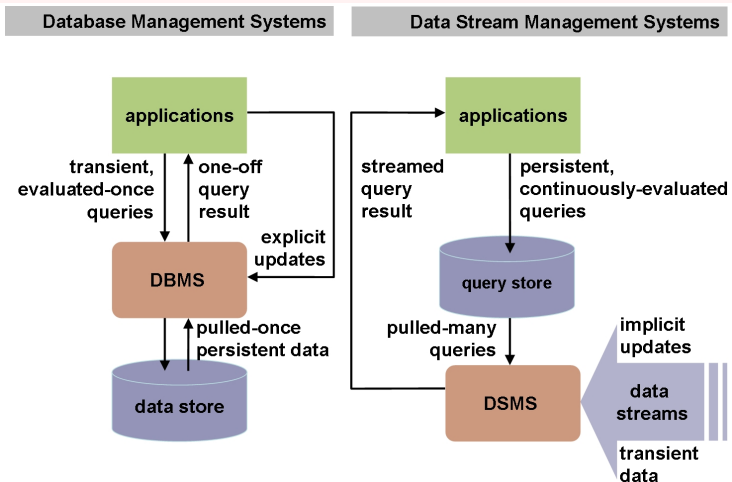 Database Management Systems
applications
transient,
evaluated-once
queries
one-off
query
result
explicit
updates
DBMS
pulled-once
persistent data
data store
Data Stream Management Systems
applications
streamed
query
result
persistent,
continuously-evaluated
queries
query store
pulled-many
queries
implicit
updates
DSMS
data
streams
transient
data